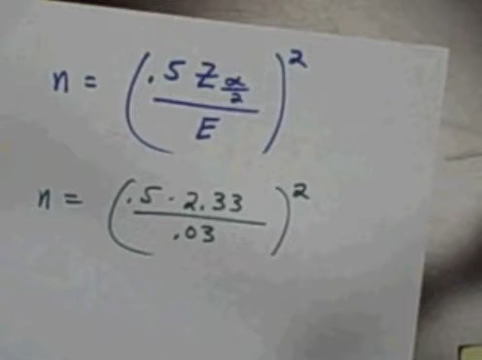 n = (.5 Z α/2 / E)²
n = (.5 · 2.33 / .03)²